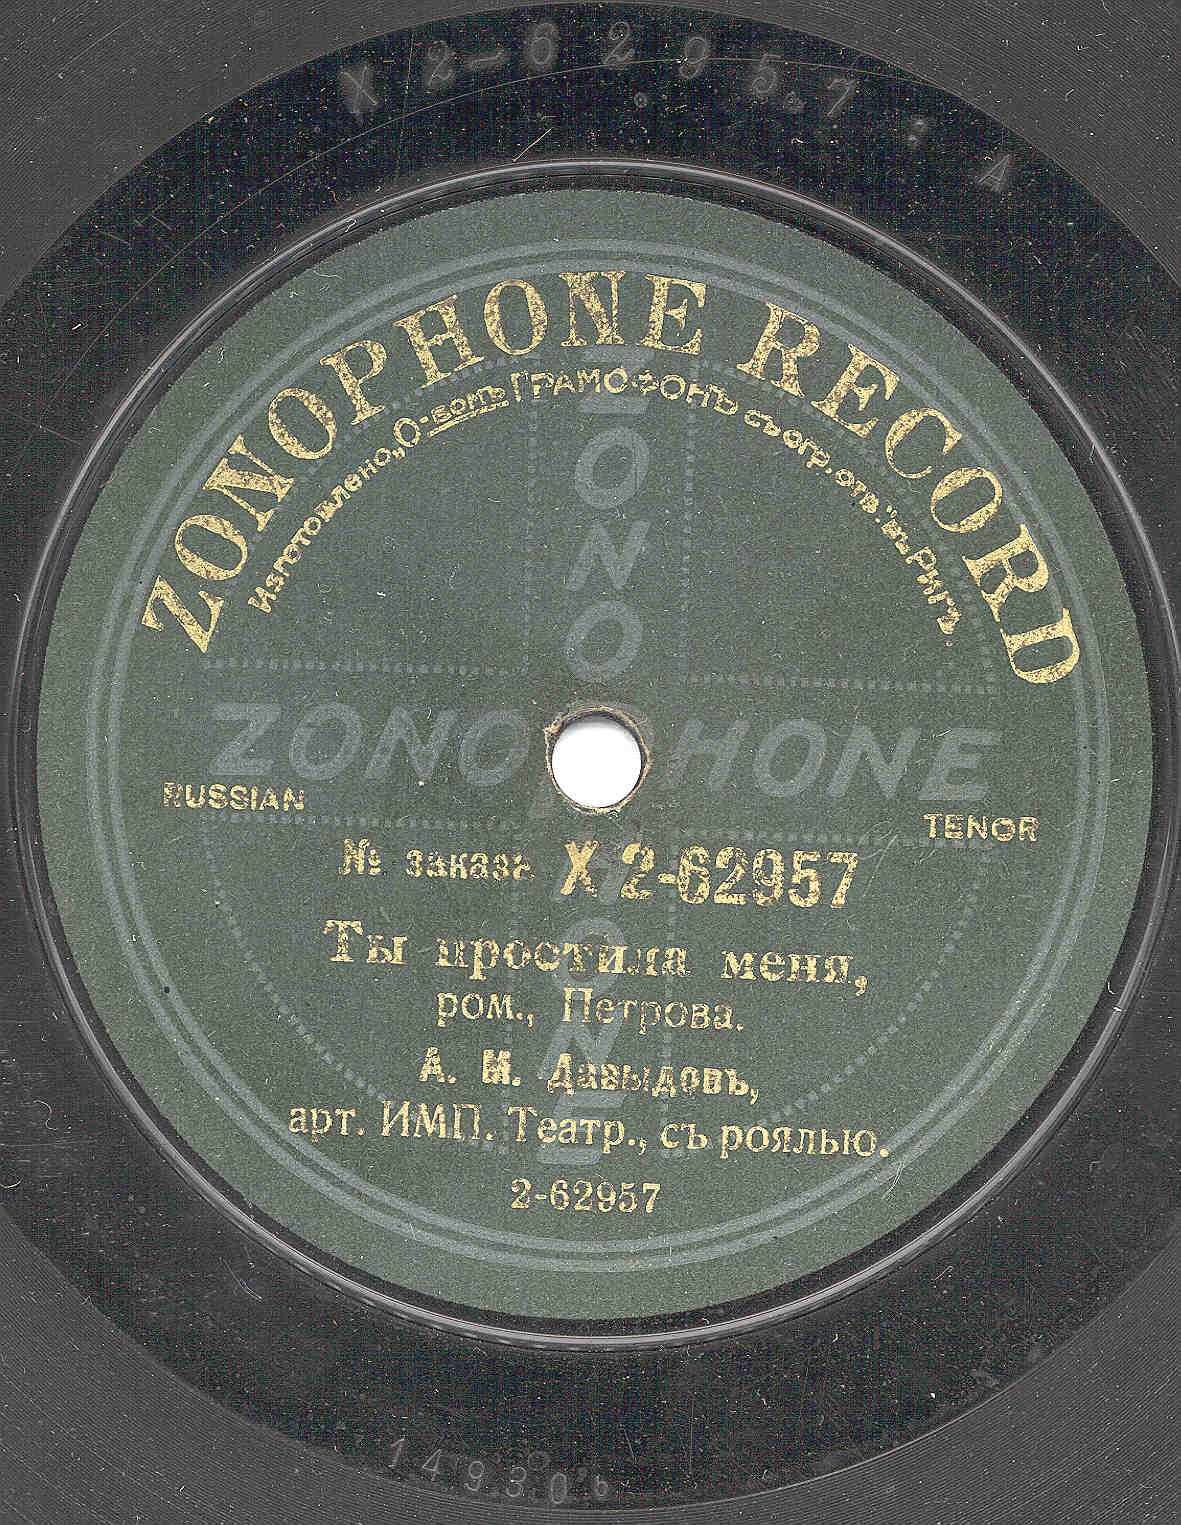 X 2-62957. A
ZONOPHONE RECORD
Изготовлено „О-вомъ ГРАМОФОНЪ съ огр. отв." въ Ригѣ.
ZONOPHONE
ZONOPHONE
RUSSIAN
TENOR
№ заказа X 2-62957
Ты простила меня,
ром., Петрова.
А. М. Давыдовъ,
арт. ИМП. Театр., съ роялью.
2-62957
14930 b